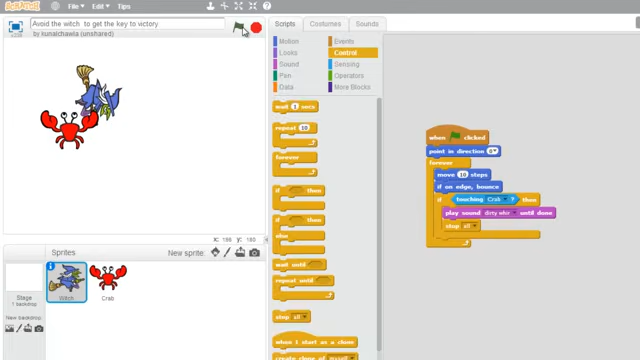 SCRATCH
File▾ Edit▾ Tips
Avoid the witch to get the key to victory
by kunalchawla (unshared)
Scripts Costumes Sounds
Motion Events
Looks Control
Sound Sensing
Pen Operators
Data More Blocks
wait 1 secs
repeat 10
forever
if then
if then
else
wait until
repeat until
stop all
when I start as a clone
create clone of myself
when clicked
point in direction 0
forever
move 10 steps
if on edge, bounce
if touching Crab ? then
play sound until done
stop all
X: 196 Y: 180
Sprites New sprite:
Stage
1 backdrop
New backdrop:
Witch
Crab